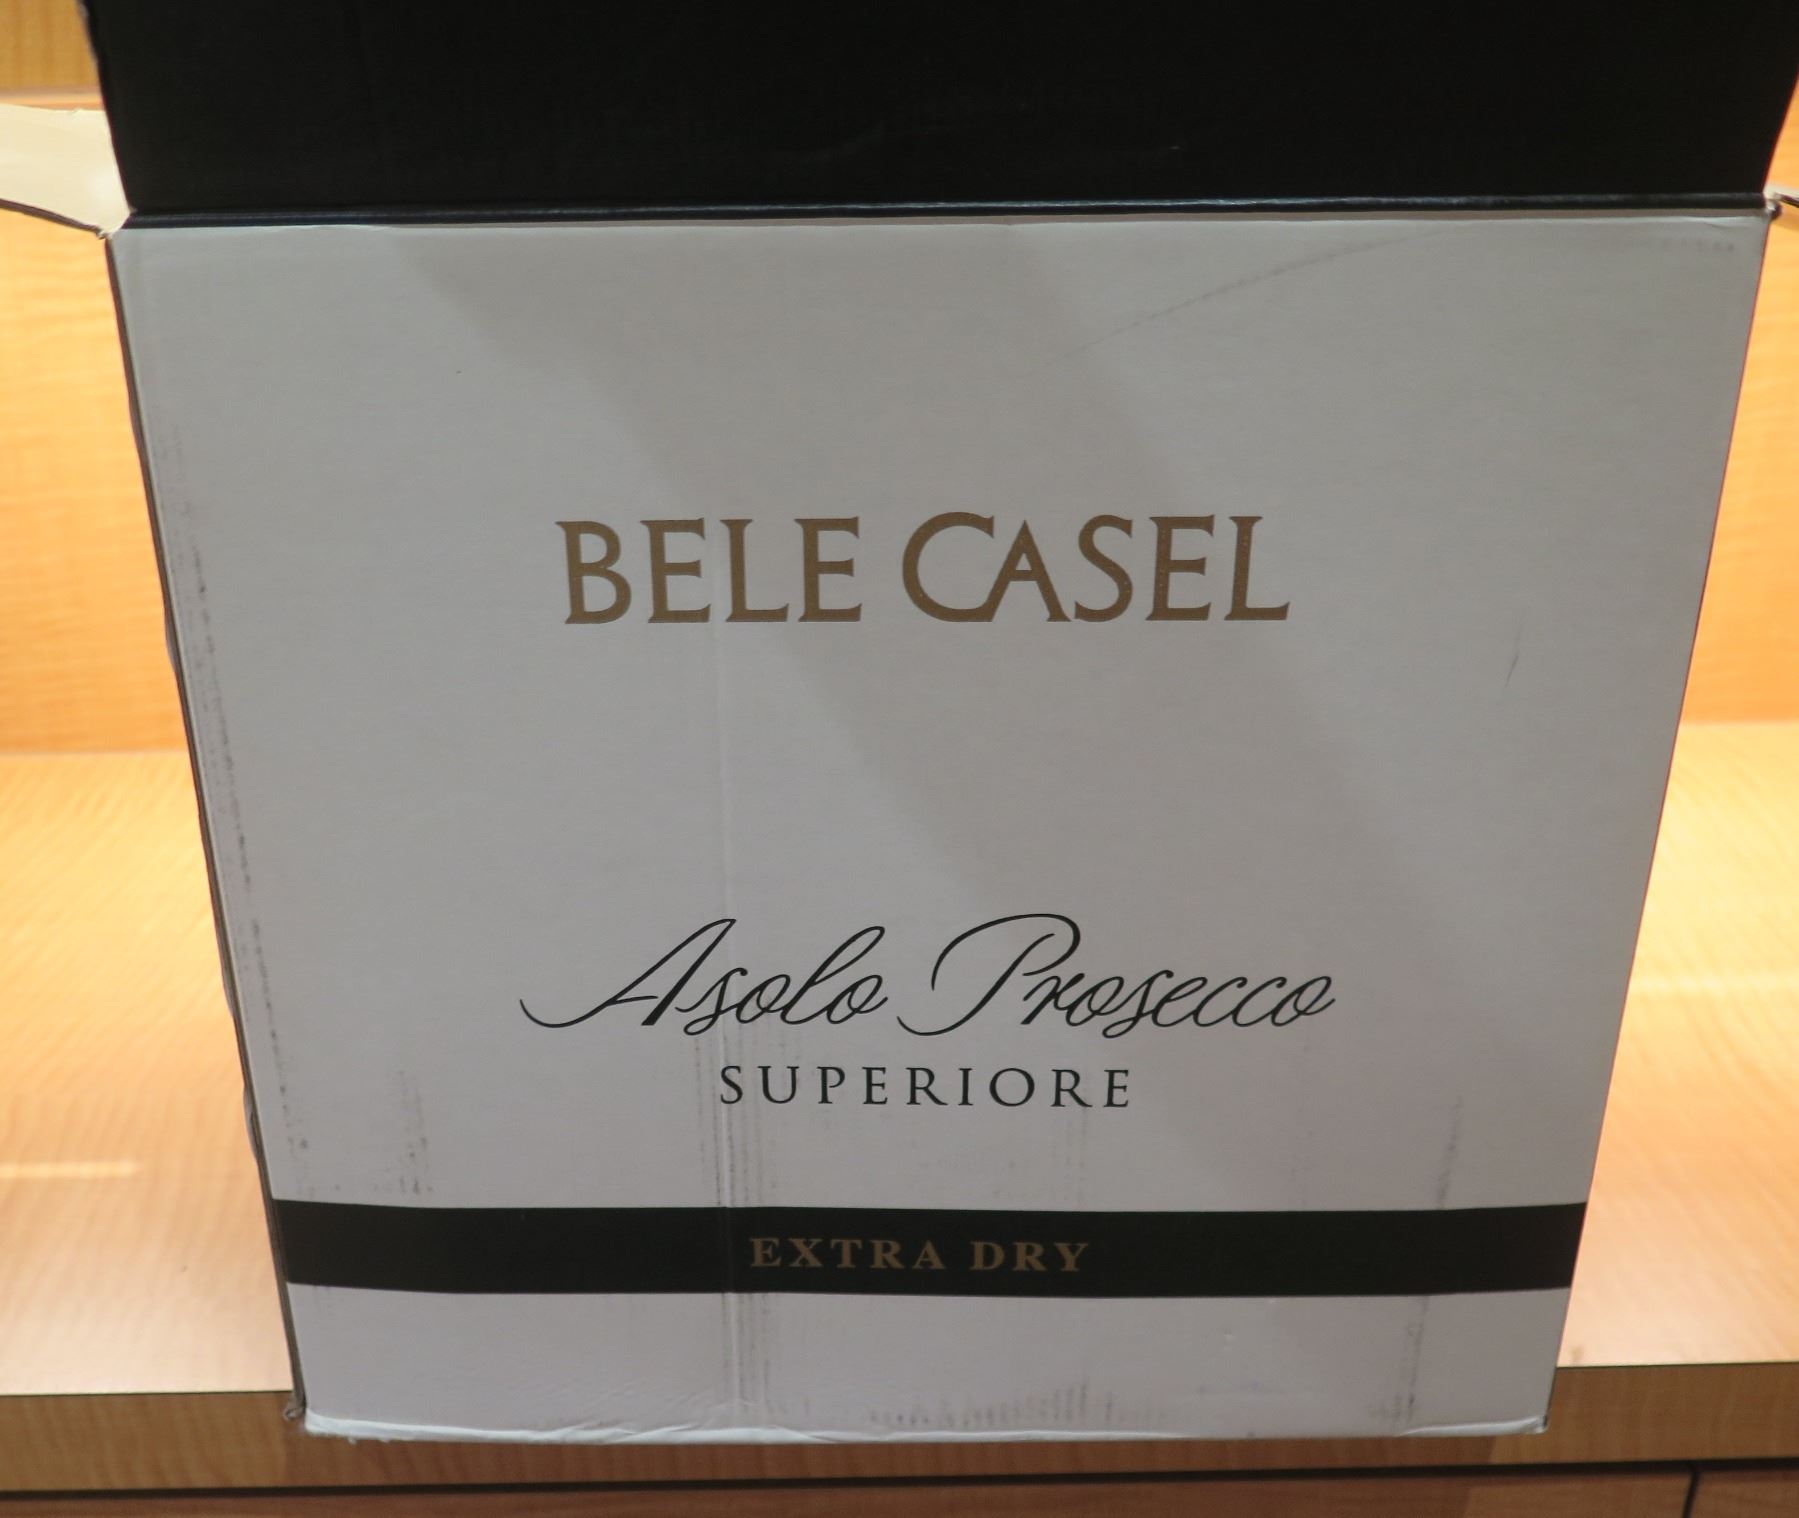 BELE CASEL
Asolo Prosecco
SUPERIORE
EXTRA DRY